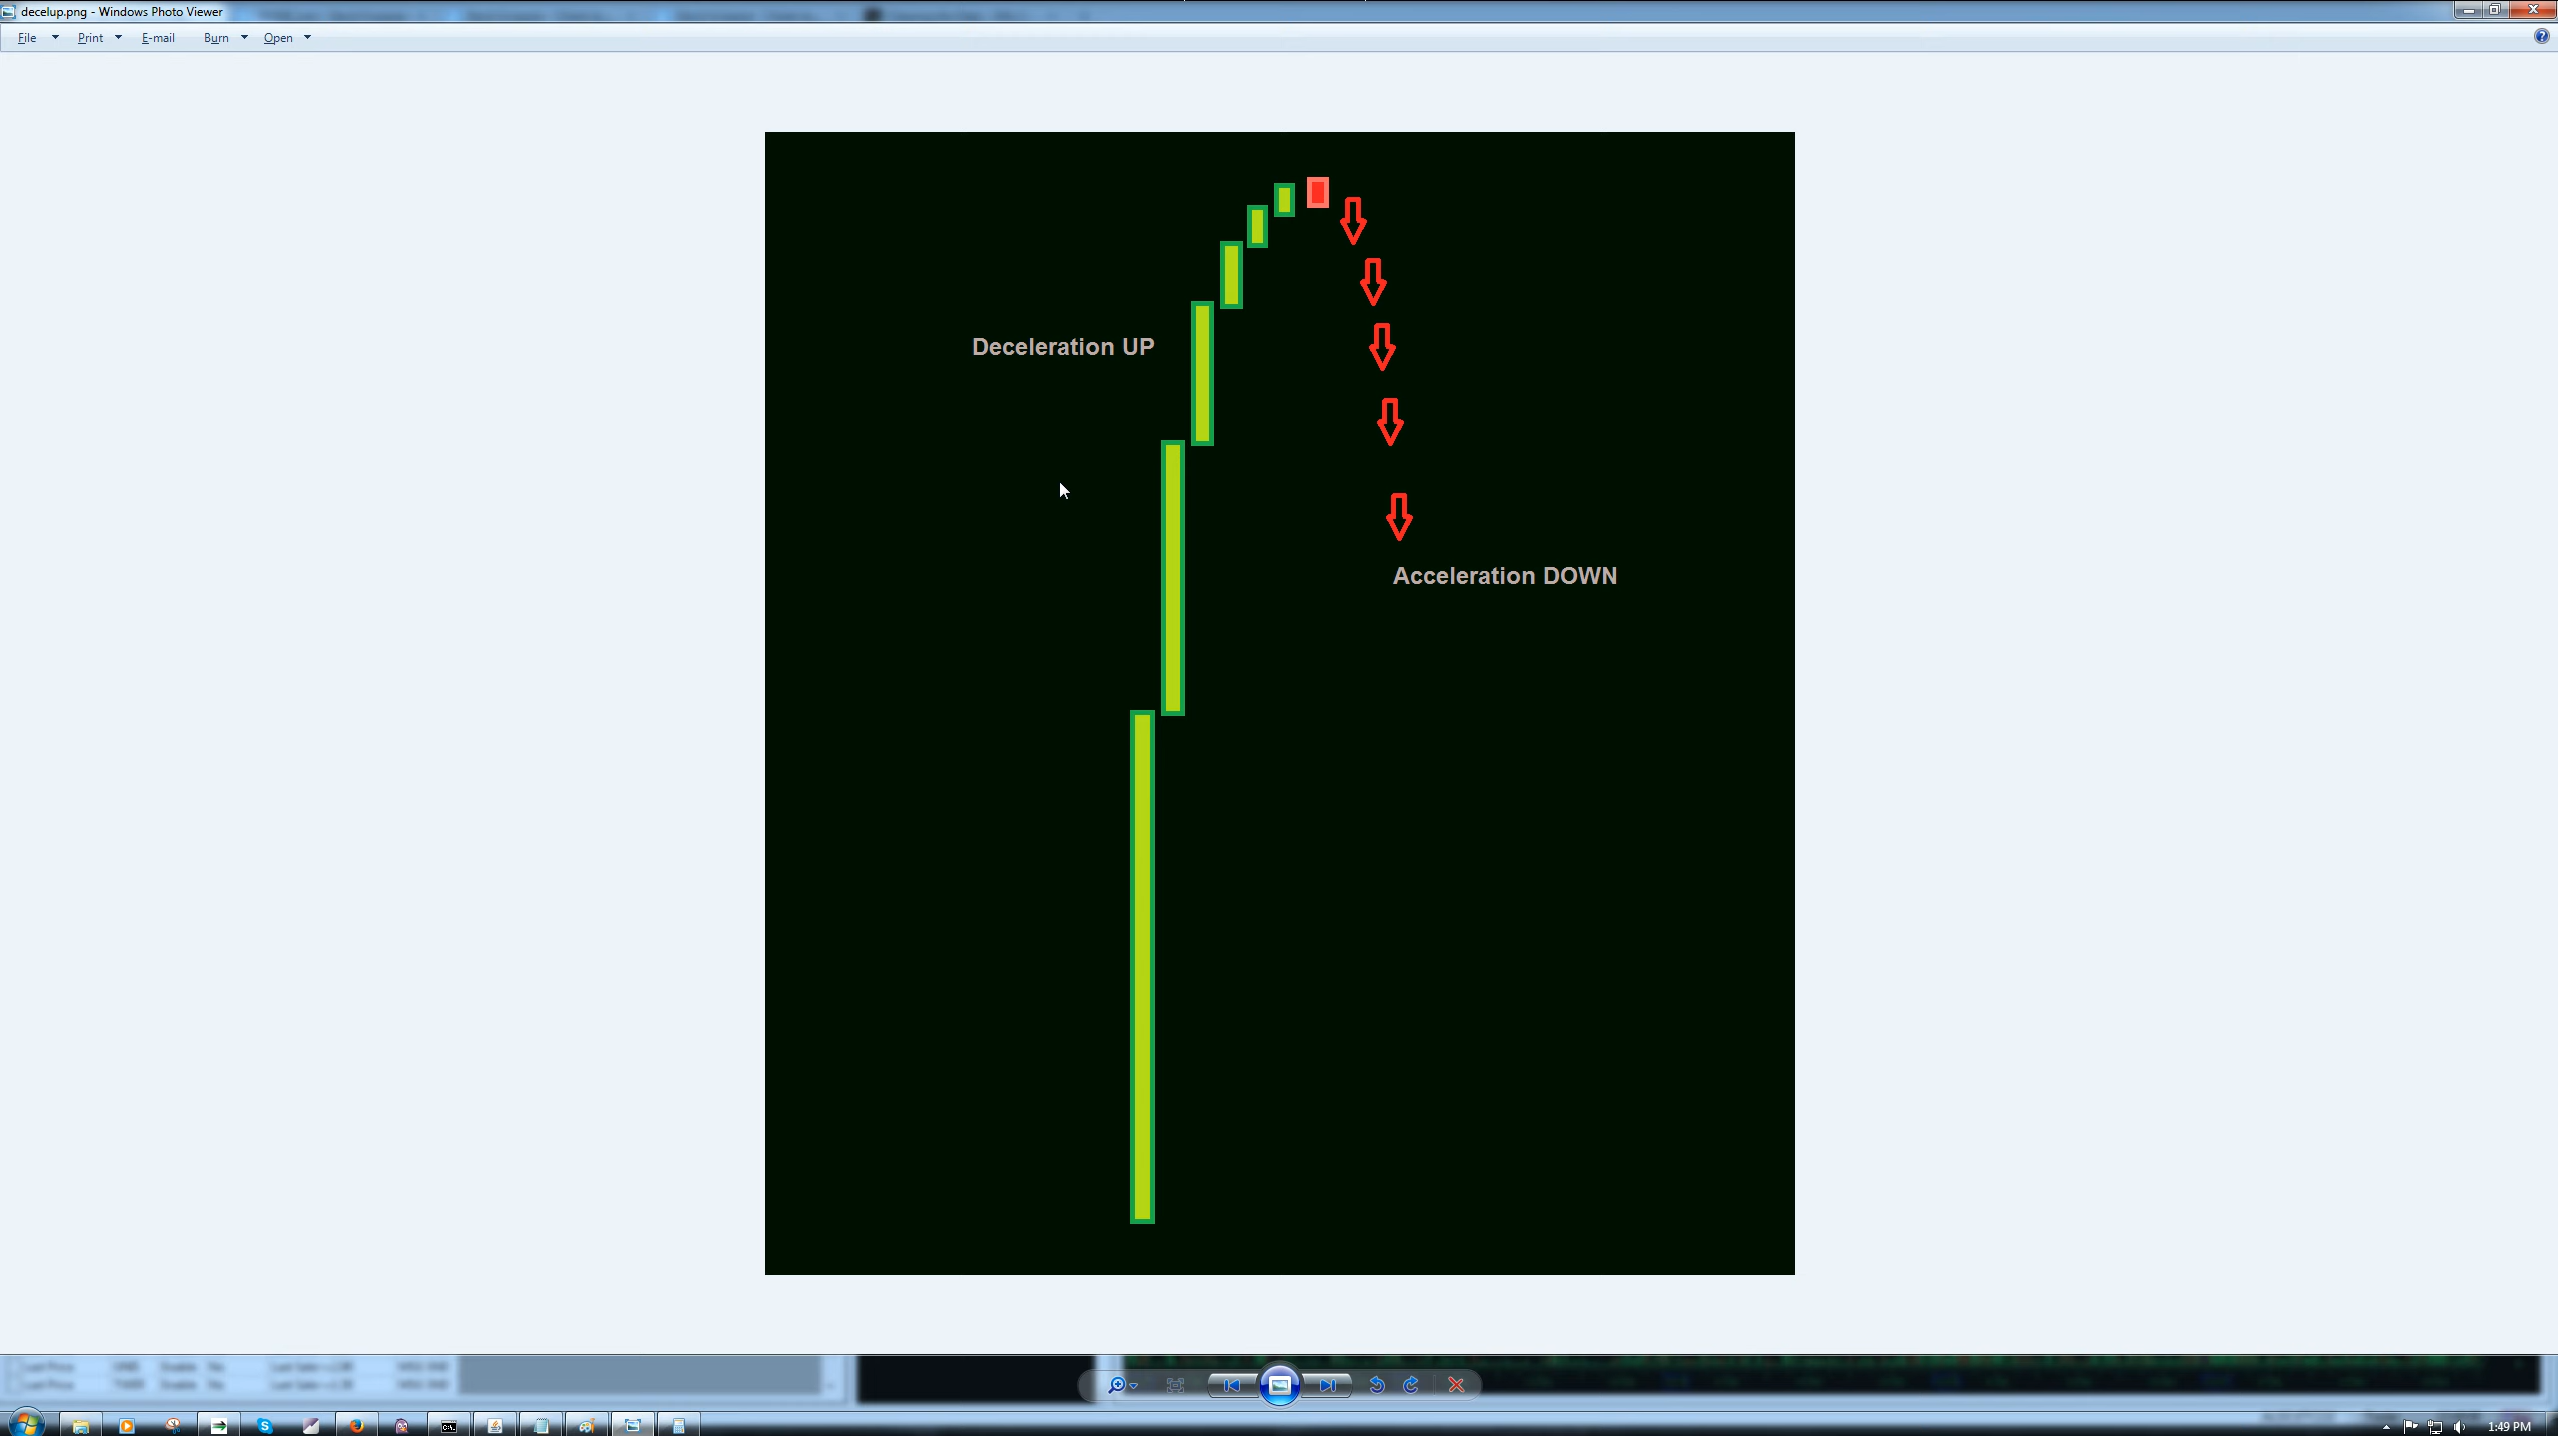 decelup.png - Windows Photo Viewer
File Print E-mail Burn Open
Deceleration UP
Acceleration DOWN
1:49 PM